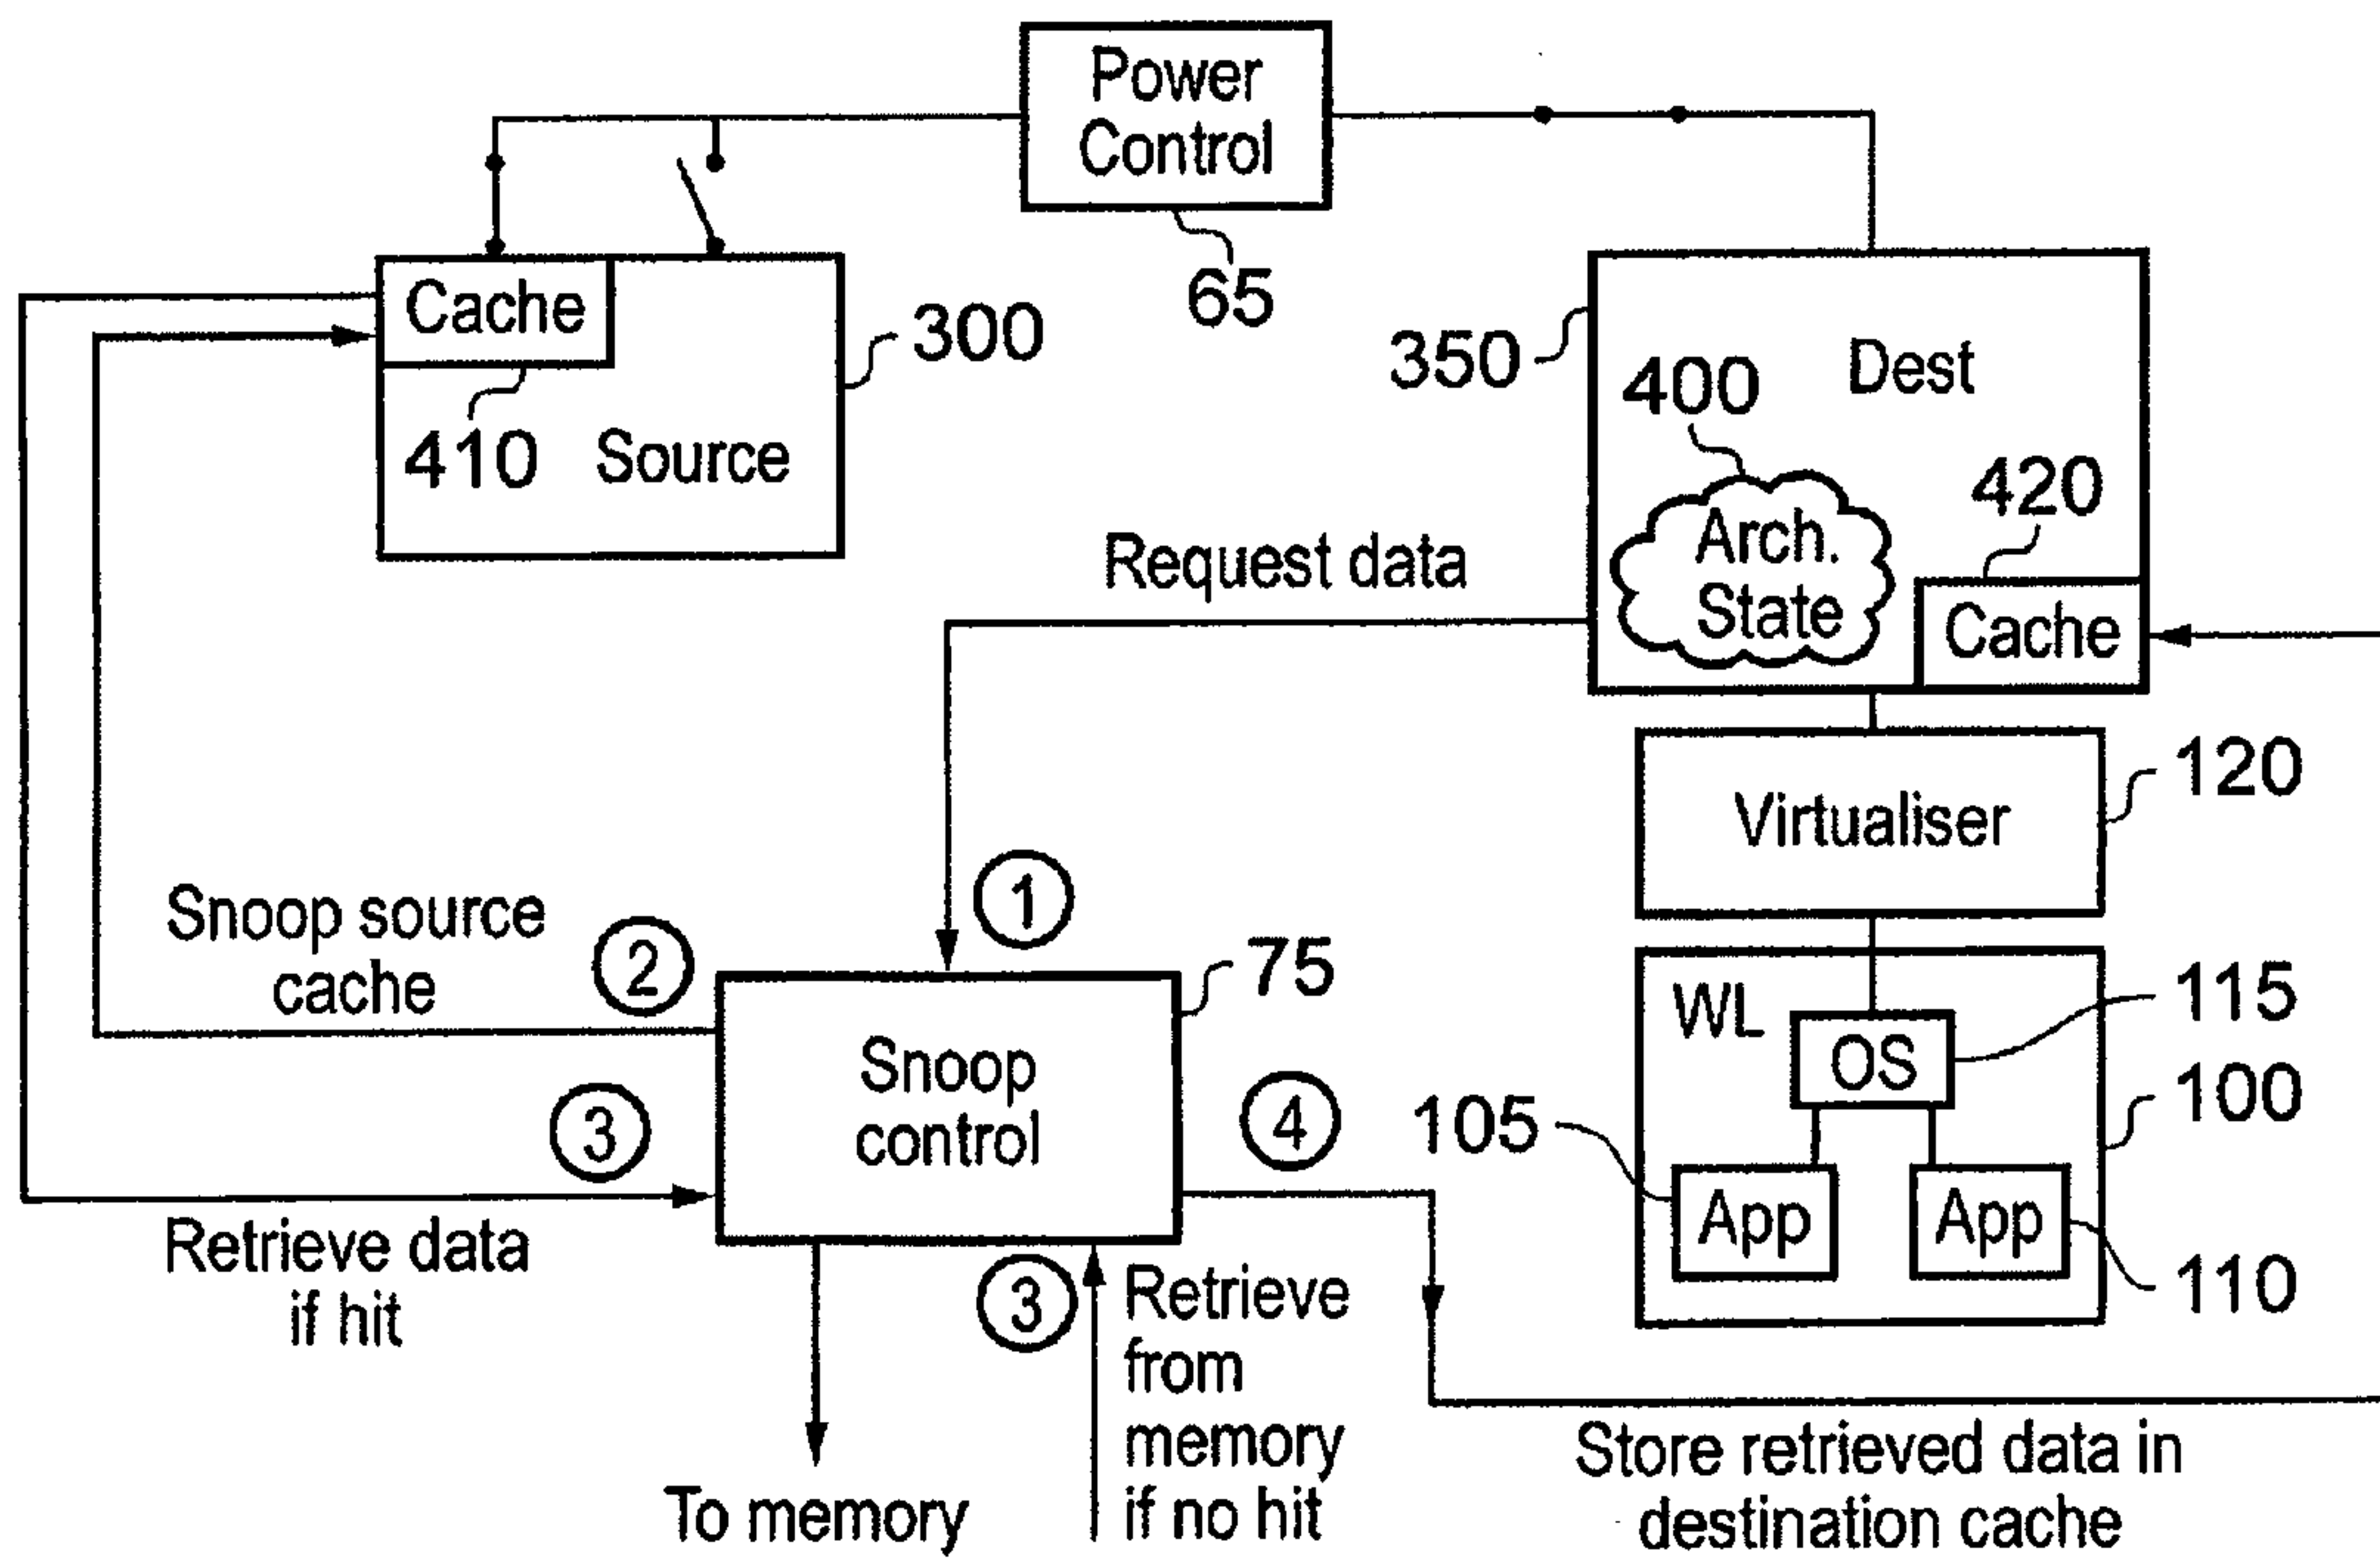 Power
Control
65
Cache
410
Source
300
350
Dest
400
Arch.
State
420
Cache
Request data
Virtualiser
120
1
Snoop source
cache
2
75
Snoop
control
3
Retrieve data
if hit
4
3
Retrieve
from
memory
if no hit
To memory
WL
OS
115
100
105
App
App
110
Store retrieved data in
destination cache